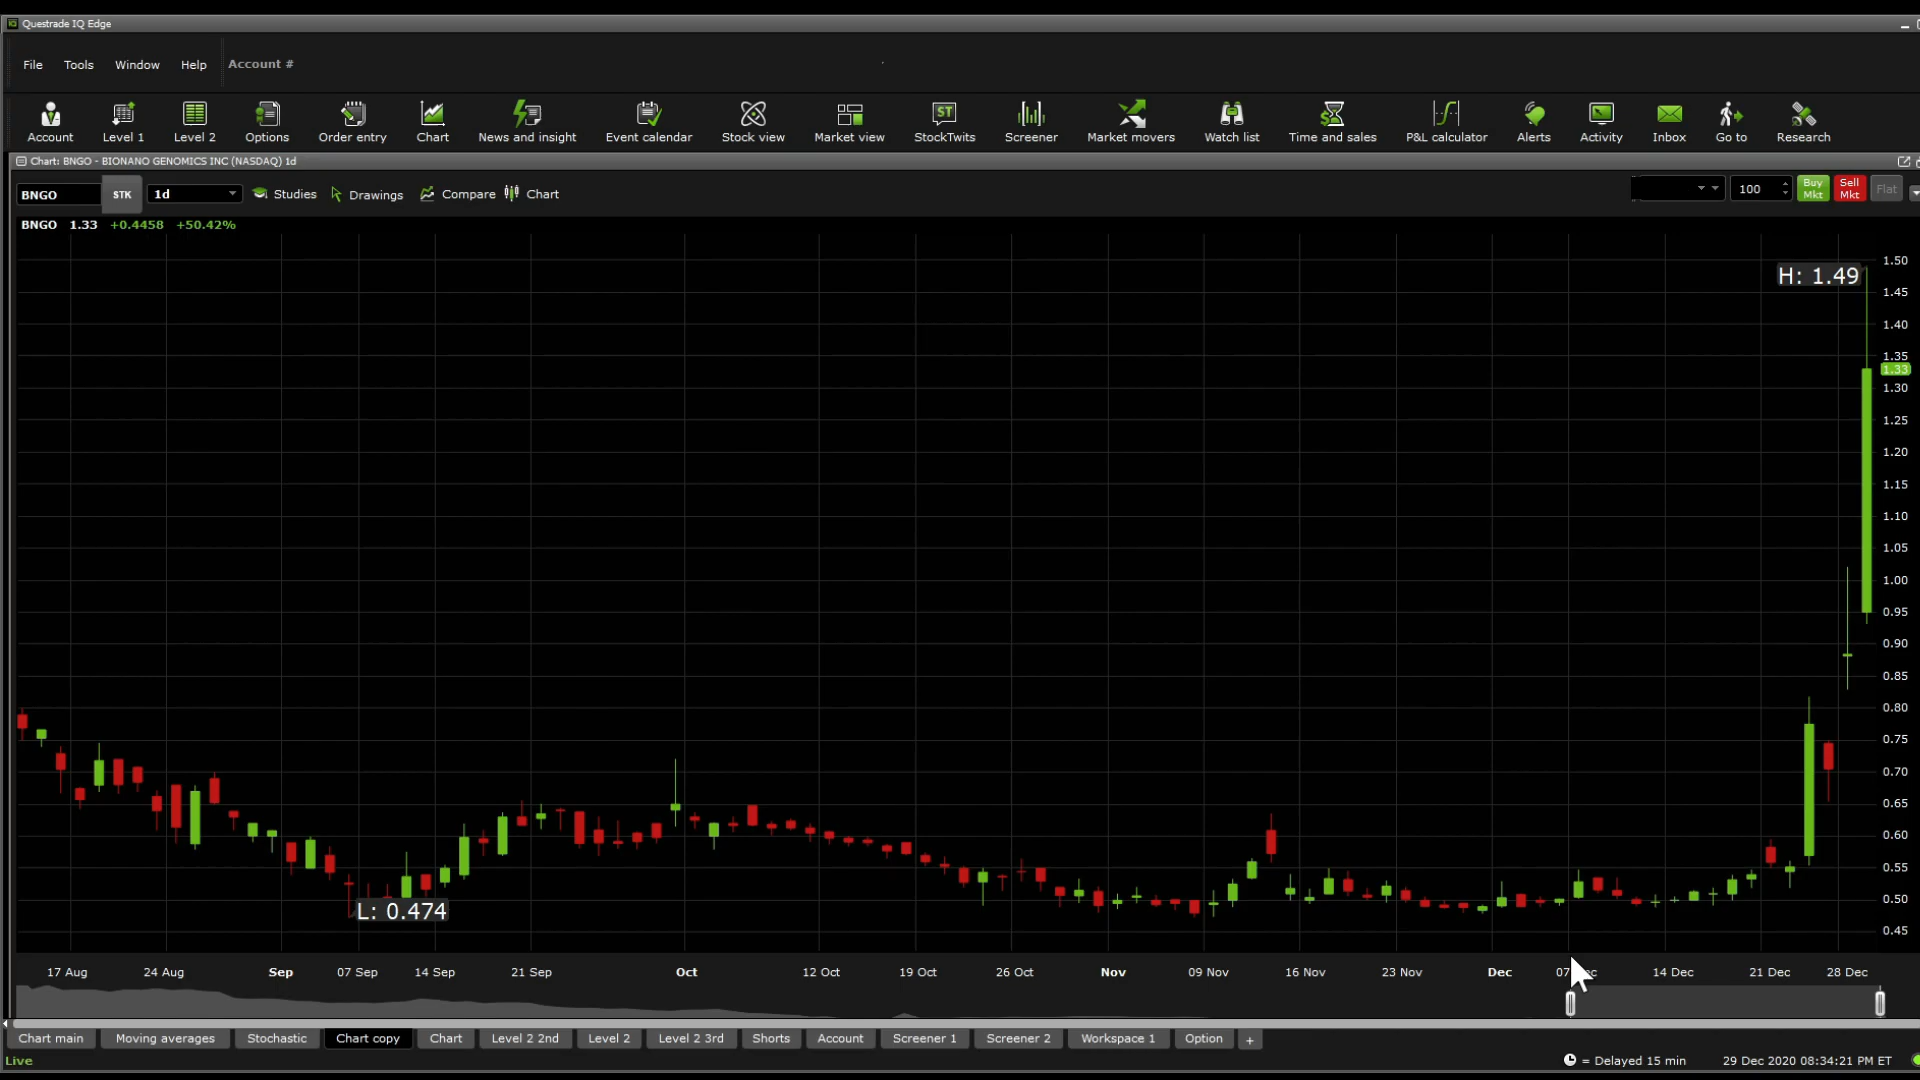 Questrade IQ Edge
File Tools Window Help Account #
Account Level 1 Level 2 Options Order entry Chart News and insight Event calendar Stock view Market view StockTwits Screener Market movers Watch list Time and sales P&L calculator Alerts Activity Inbox Go to Research
Chart: BNGO - BIONANO GENOMICS INC (NASDAQ) 1d
BNGO STK 1d Studies Drawings Compare Chart 100 Buy Mkt Sell Mkt Flat
BNGO 1.33 +0.4458 +50.42%
1.50
H: 1.49
1.45
1.40
1.35
1.33
1.30
1.25
1.20
1.15
1.10
1.05
1.00
0.95
0.90
0.85
0.80
0.75
0.70
0.65
0.60
0.55
0.50
L: 0.474
0.45
17 Aug 24 Aug Sep 07 Sep 14 Sep 21 Sep Oct 12 Oct 19 Oct 26 Oct Nov 09 Nov 16 Nov 23 Nov Dec 14 Dec 21 Dec 28 Dec
Chart main Moving averages Stochastic Chart copy Chart Level 2 2nd Level 2 Level 2 3rd Shorts Account Screener 1 Screener 2 Workspace 1 Option +
Live = Delayed 15 min 29 Dec 2020 08:34:21 PM ET